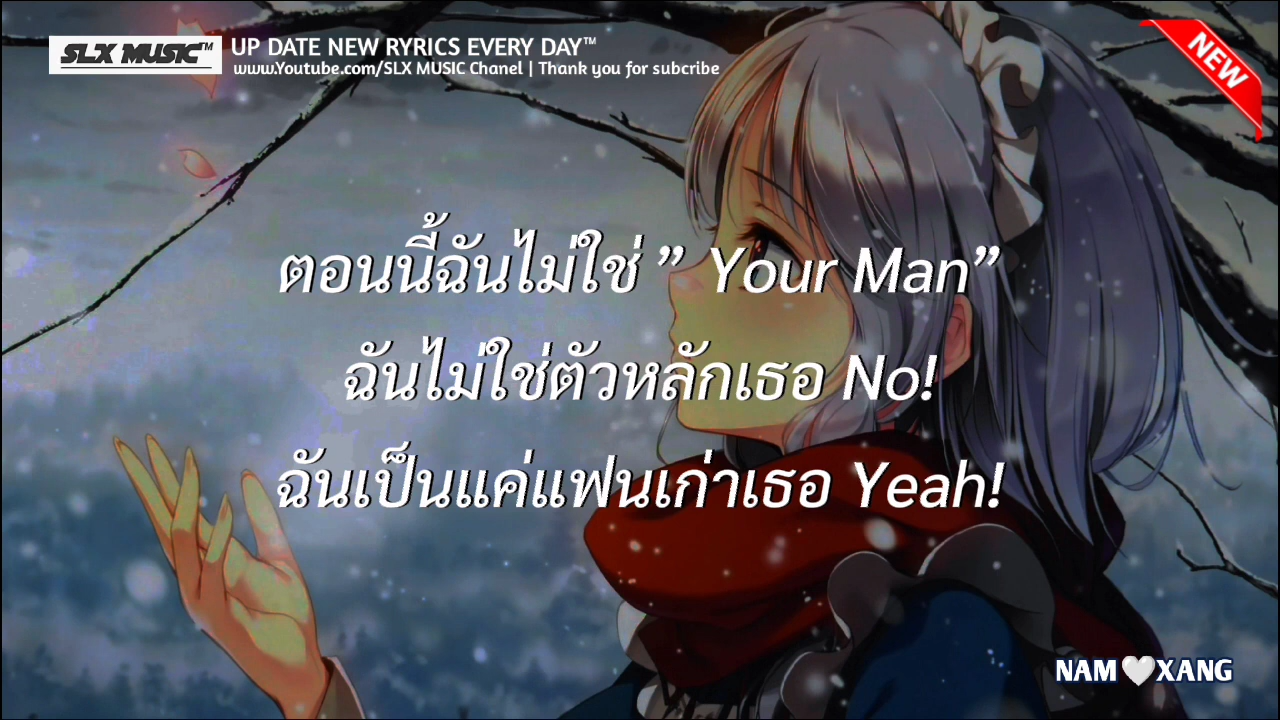 SLX MUSIC™
UP DATE NEW RYRICS EVERY DAY™
www.Youtube.com/SLX MUSIC Chanel | Thank you for subcribe
NEW
ตอนนี้ฉันไม่ใช่ ” Your Man”
ฉันไม่ใช่ตัวหลักเธอ No!
ฉันเป็นแค่แฟนเก่าเธอ Yeah!
NAM🤍XANG